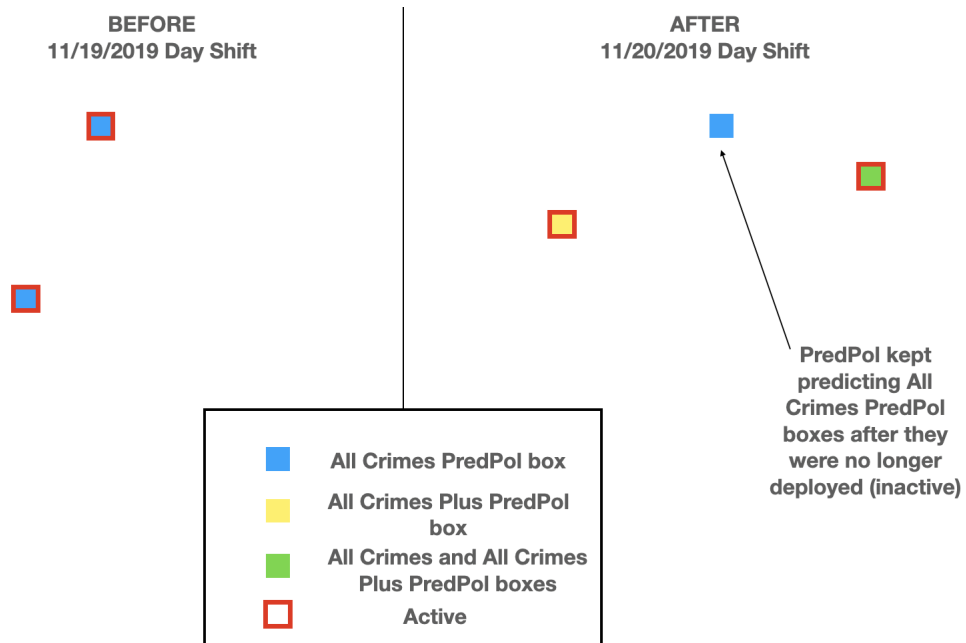 BEFORE
11/19/2019 Day Shift
AFTER
11/20/2019 Day Shift
PredPol kept
predicting All
Crimes PredPol
boxes after they
were no longer
deployed (inactive)
All Crimes PredPol box
All Crimes Plus PredPol
box
All Crimes and All Crimes
Plus PredPol boxes
Active